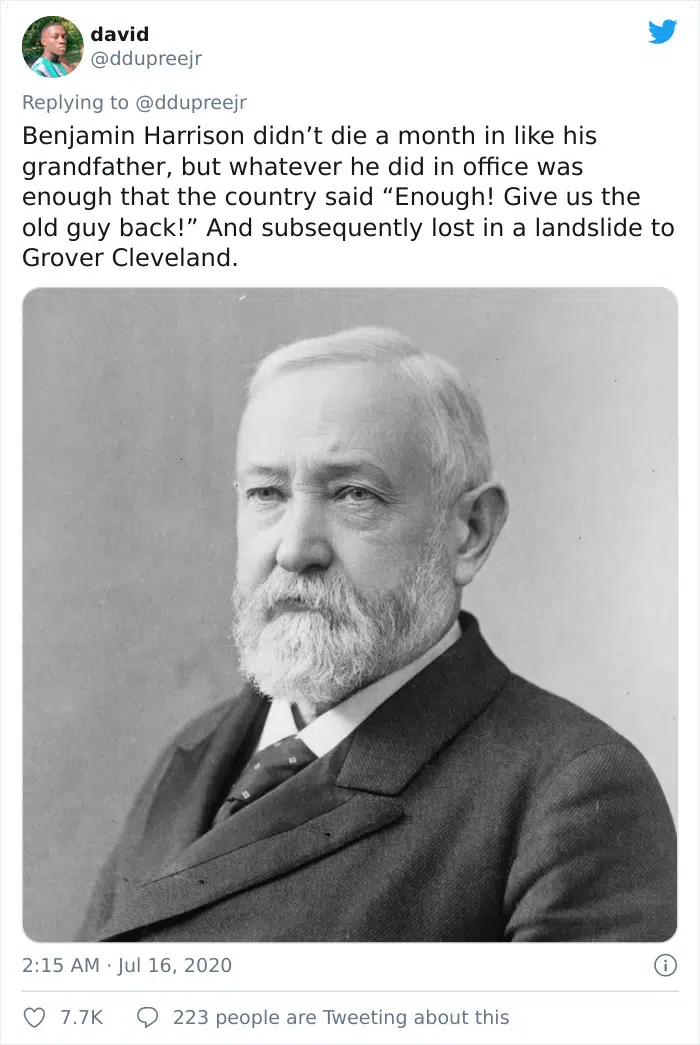 david
@ddupreejr
Replying to @ddupreejr
Benjamin Harrison didn’t die a month in like his
grandfather, but whatever he did in office was
enough that the country said “Enough! Give us the
old guy back!” And subsequently lost in a landslide to
Grover Cleveland.
2:15 AM · Jul 16, 2020
7.7K 223 people are Tweeting about this